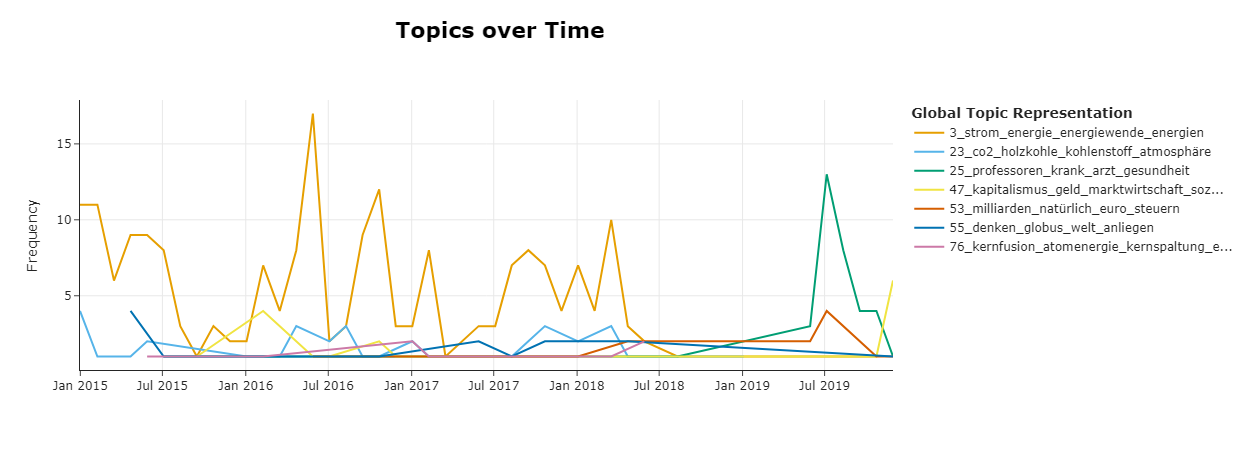 Topics over Time
Global Topic Representation
3_strom_energie_energiewende_energien
23_co2_holzkohle_kohlenstoff_atmosphäre
25_professoren_krank_arzt_gesundheit
47_kapitalismus_geld_marktwirtschaft_soz...
53_milliarden_natürlich_euro_steuern
55_denken_globus_welt_anliegen
76_kernfusion_atomenergie_kernspaltung_e...
Frequency
15
10
5
Jan 2015 Jul 2015 Jan 2016 Jul 2016 Jan 2017 Jul 2017 Jan 2018 Jul 2018 Jan 2019 Jul 2019